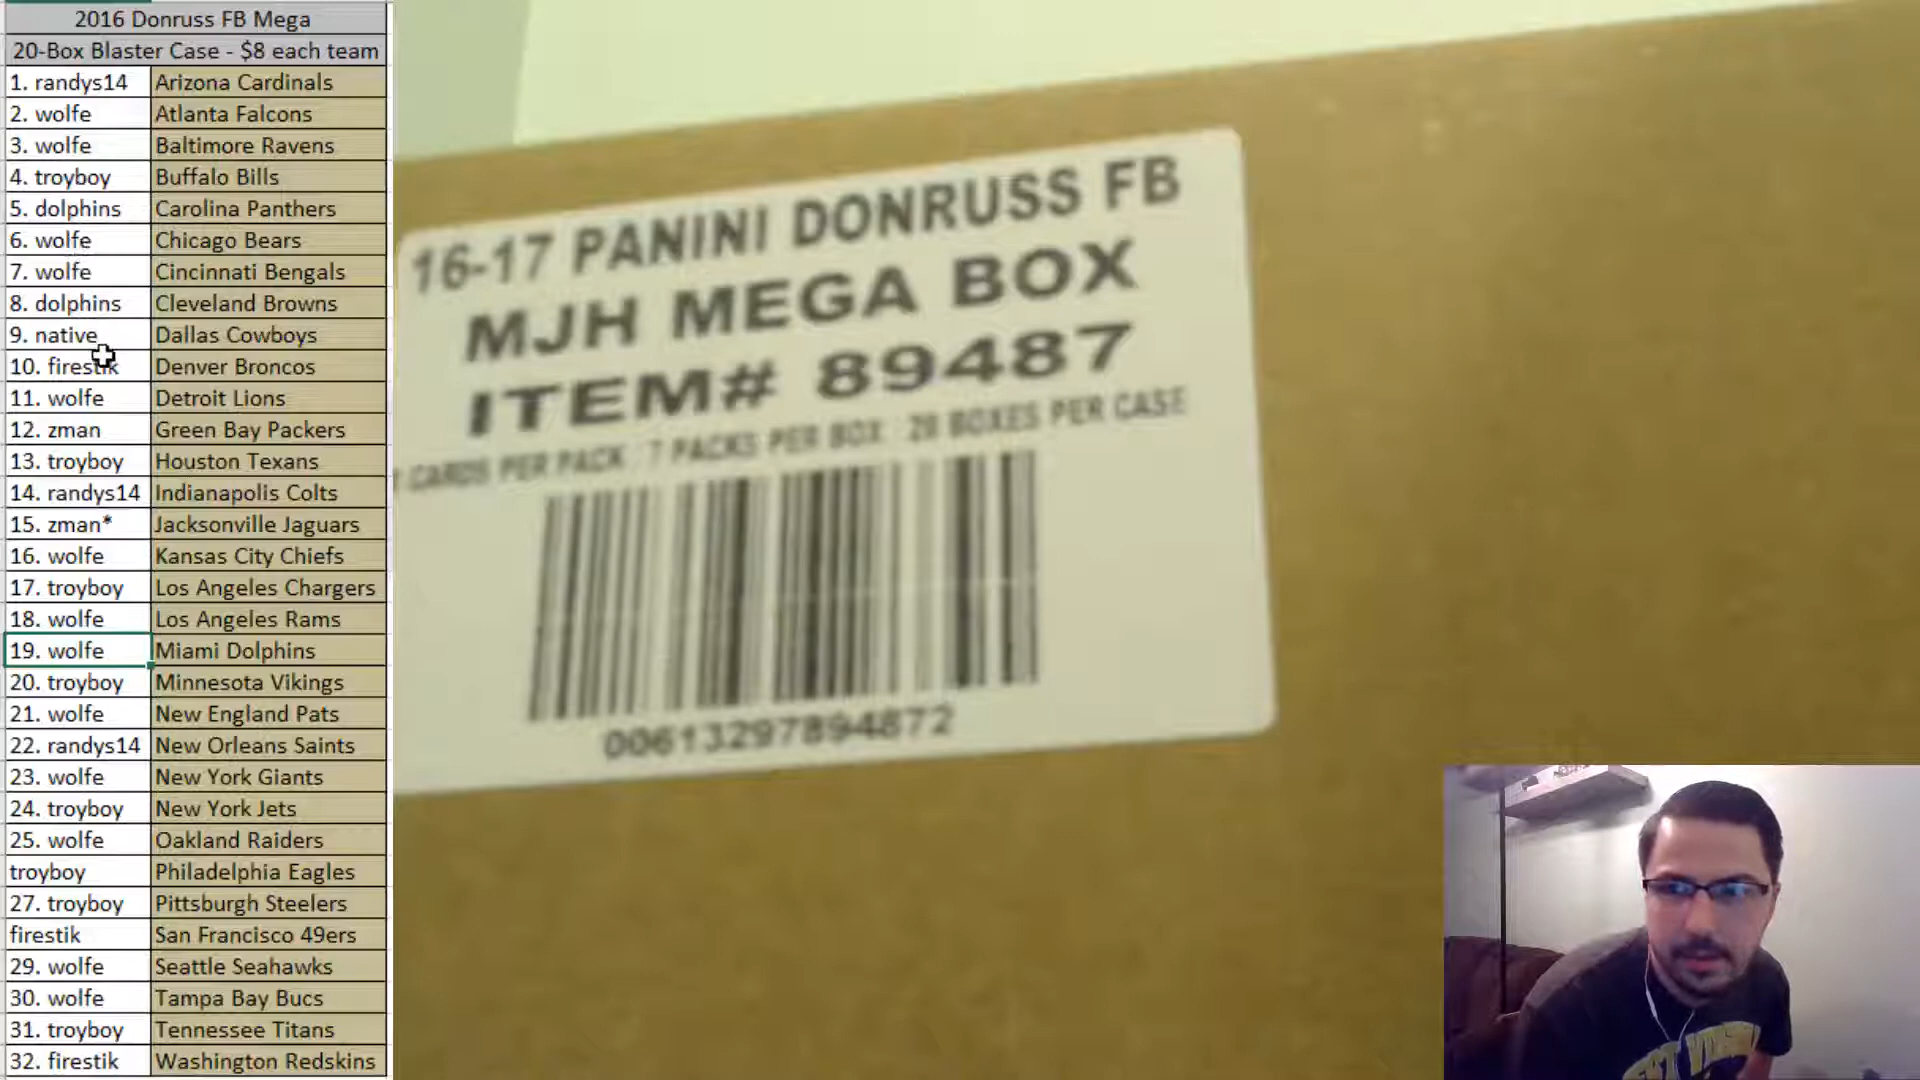 2016 Donruss FB Mega
20-Box Blaster Case - $8 each team
1. randys14 Arizona Cardinals
2. wolfe Atlanta Falcons
3. wolfe Baltimore Ravens
4. troyboy Buffalo Bills
5. dolphins Carolina Panthers
6. wolfe Chicago Bears
7. wolfe Cincinnati Bengals
8. dolphins Cleveland Browns
9. native Dallas Cowboys
10. firestik Denver Broncos
11. wolfe Detroit Lions
12. zman Green Bay Packers
13. troyboy Houston Texans
14. randys14 Indianapolis Colts
15. zman* Jacksonville Jaguars
16. wolfe Kansas City Chiefs
17. troyboy Los Angeles Chargers
18. wolfe Los Angeles Rams
19. wolfe Miami Dolphins
20. troyboy Minnesota Vikings
21. wolfe New England Pats
22. randys14 New Orleans Saints
23. wolfe New York Giants
24. troyboy New York Jets
25. wolfe Oakland Raiders
troyboy Philadelphia Eagles
27. troyboy Pittsburgh Steelers
firestik San Francisco 49ers
29. wolfe Seattle Seahawks
30. wolfe Tampa Bay Bucs
31. troyboy Tennessee Titans
32. firestik Washington Redskins
16-17 PANINI DONRUSS FB
MJH MEGA BOX
ITEM# 89487
CARDS PER PACK : 7 PACKS PER BOX : 20 BOXES PER CASE
00613297894872